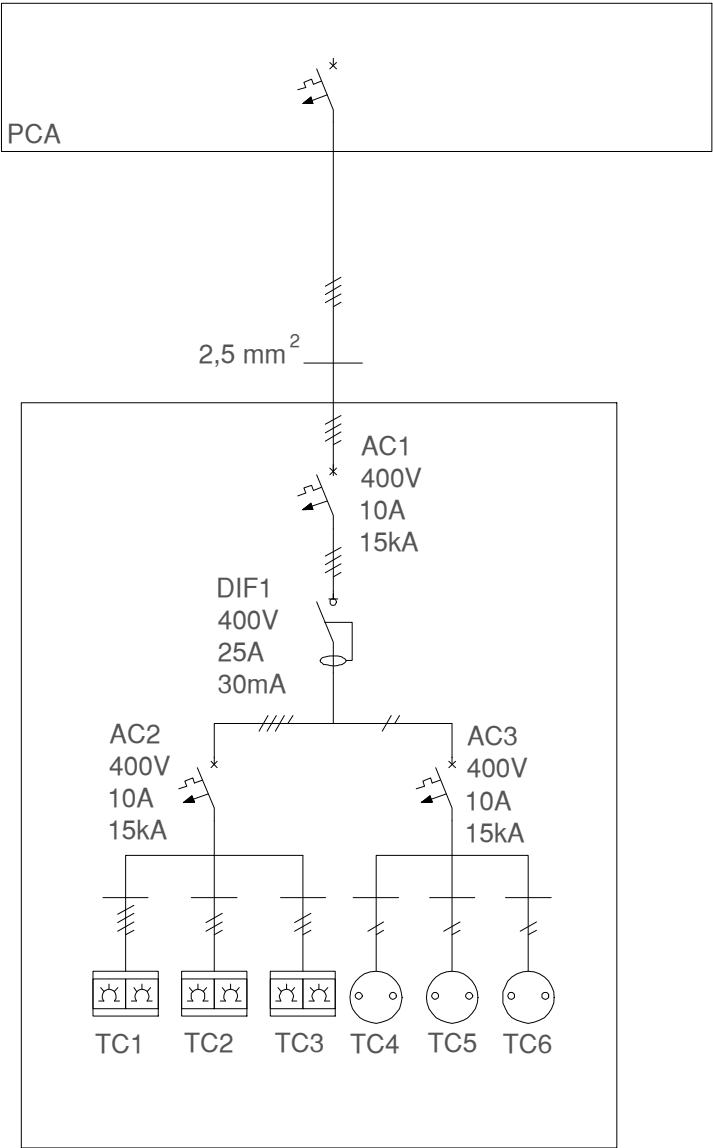 PCA
2,5 mm²
AC1
400V
10A
15kA
DIF1
400V
25A
30mA
AC2
400V
10A
15kA
AC3
400V
10A
15kA
TC1 TC2 TC3 TC4 TC5 TC6